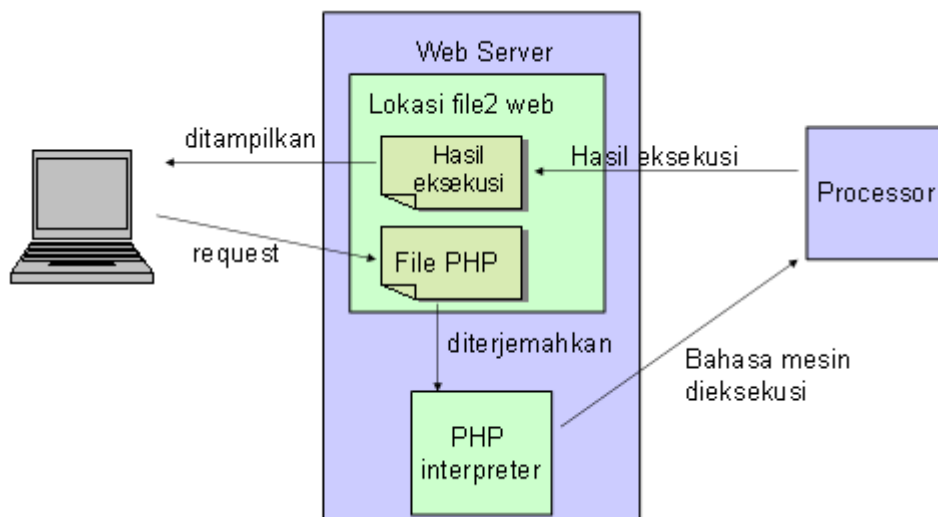 Web Server
Lokasi file2 web
ditampilkan
Hasil
eksekusi
Hasil eksekusi
Processor
request
File PHP
diterjemahkan
Bahasa mesin
dieksekusi
PHP
interpreter